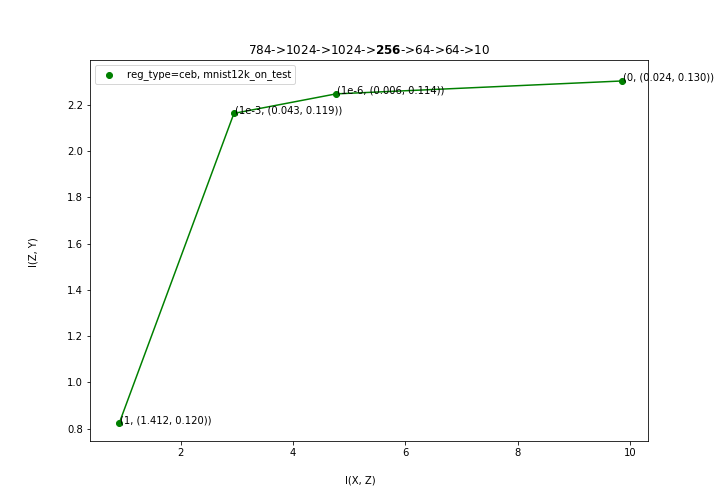 784->1024->1024->256->64->64->10
reg_type=ceb, mnist12k_on_test
(0, (0.024, 0.130))
(1e-6, (0.006, 0.114))
(1e-3, (0.043, 0.119))
(1, (1.412, 0.120))
I(Z, Y)
2.2
2.0
1.8
1.6
1.4
1.2
1.0
0.8
2 4 6 8 10
I(X, Z)